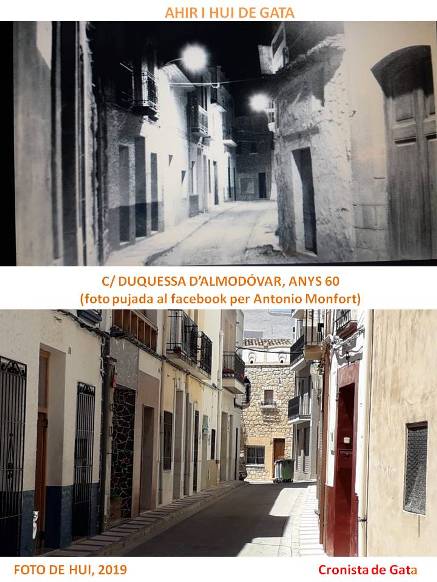 AHIR I HUI DE GATA
C/ DUQUESSA D'ALMODÓVAR, ANYS 60
(foto pujada al facebook per Antonio Monfort)
FOTO DE HUI, 2019
Cronista de Gata